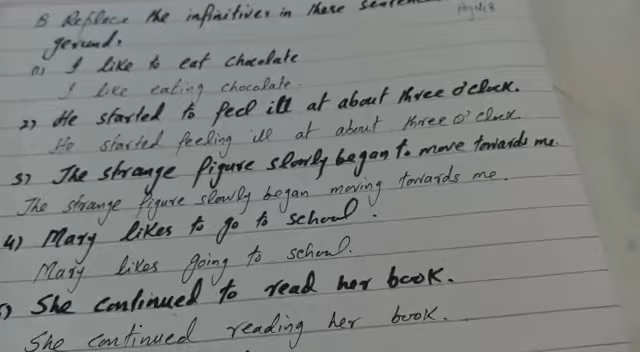 B Replace the infinitives in these sentences
gerund.
1) I like to eat chocolate
I like eating chocolate.
2) He started to feel ill at about three o'clock.
He started feeling ill at about three o'clock
3) The strange figure slowly began to move towards me.
The strange figure slowly began moving towards me.
4) Mary likes to go to school.
Mary likes going to school.
5) She continued to read her book.
She continued reading her book.